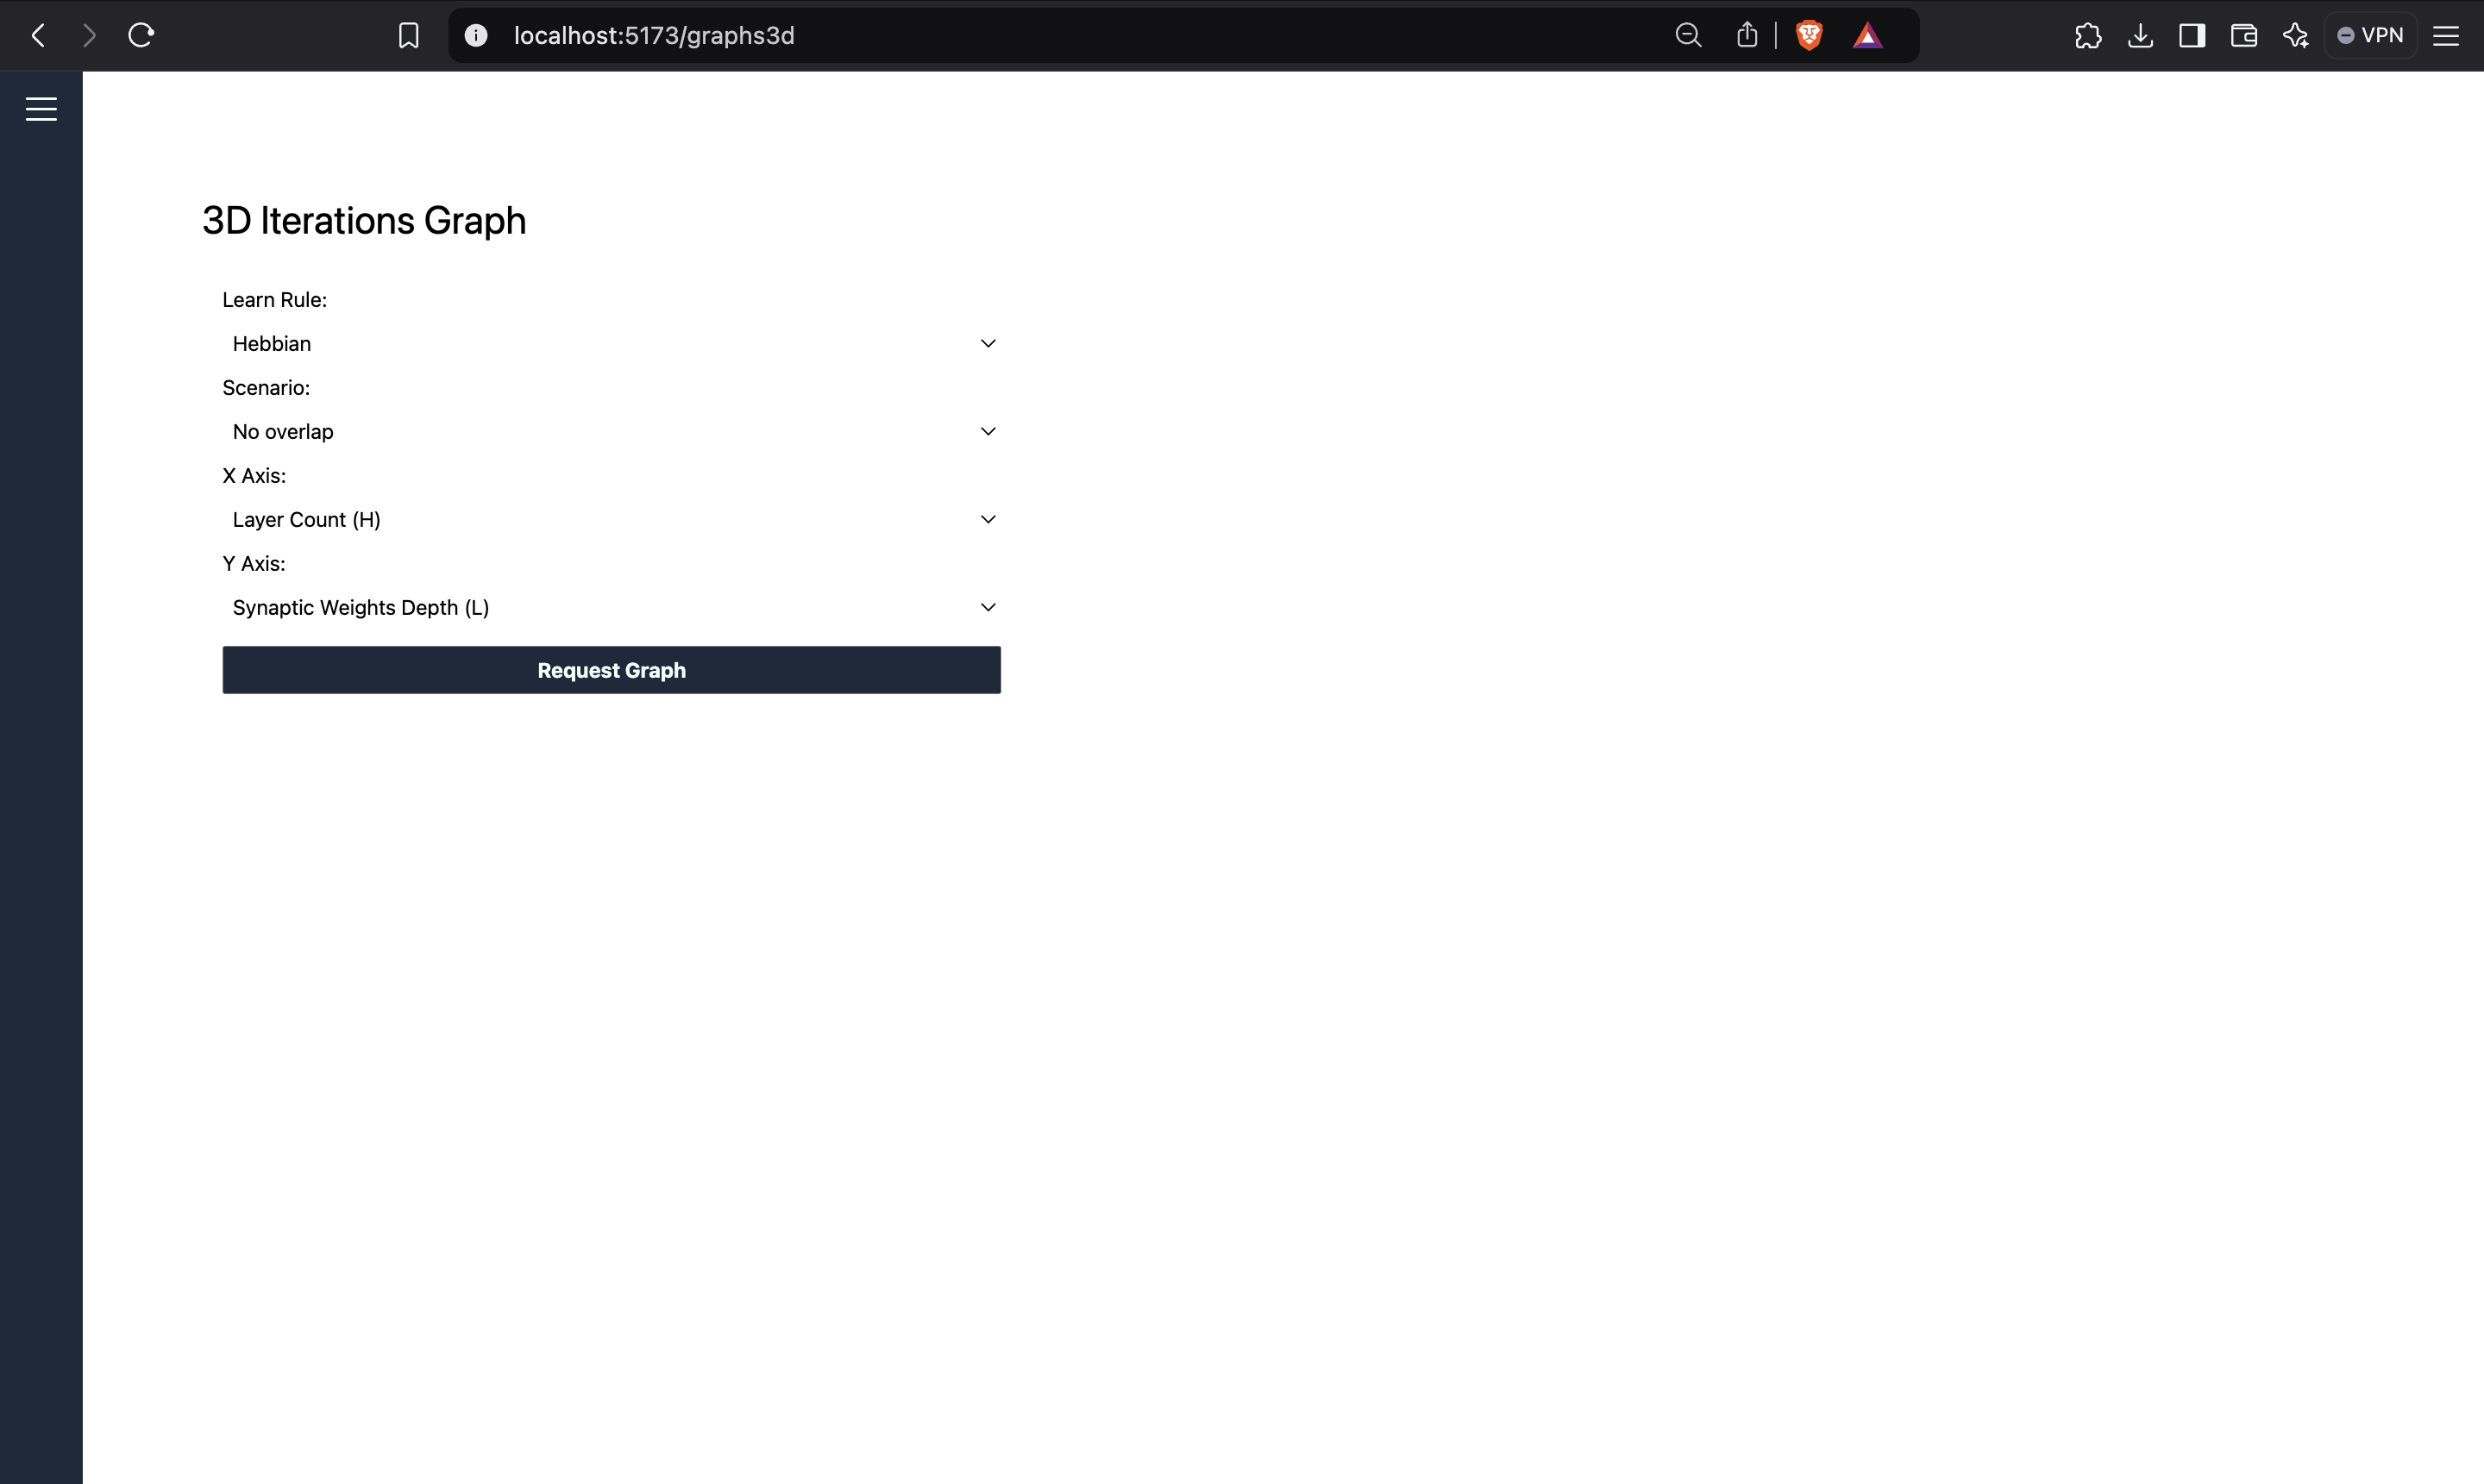 localhost:5173/graphs3d
VPN
3D Iterations Graph
Learn Rule:
Hebbian
Scenario:
No overlap
X Axis:
Layer Count (H)
Y Axis:
Synaptic Weights Depth (L)
Request Graph